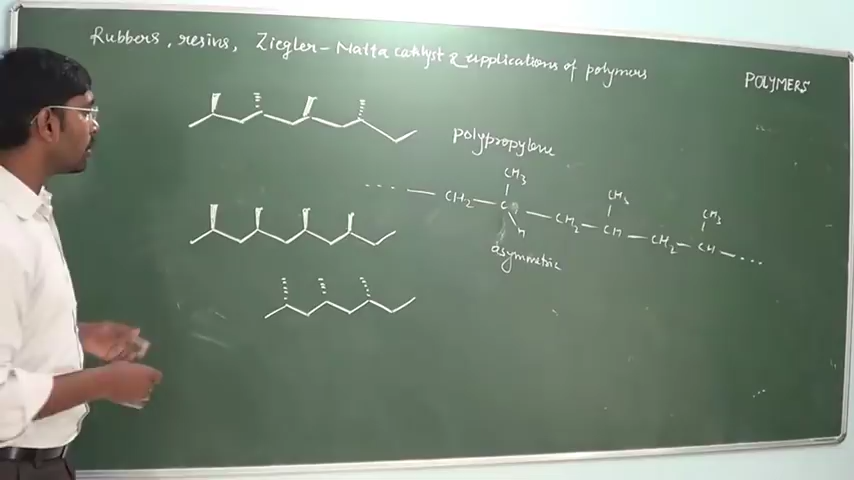 Rubbers, resins, Ziegler-Natta catalyst & applications of polymers
POLYMERS
Polypropylene
CH3
CH3
CH3
---- CH2 - C - CH2 - CH - CH2 - CH - ....
H
asymmetric